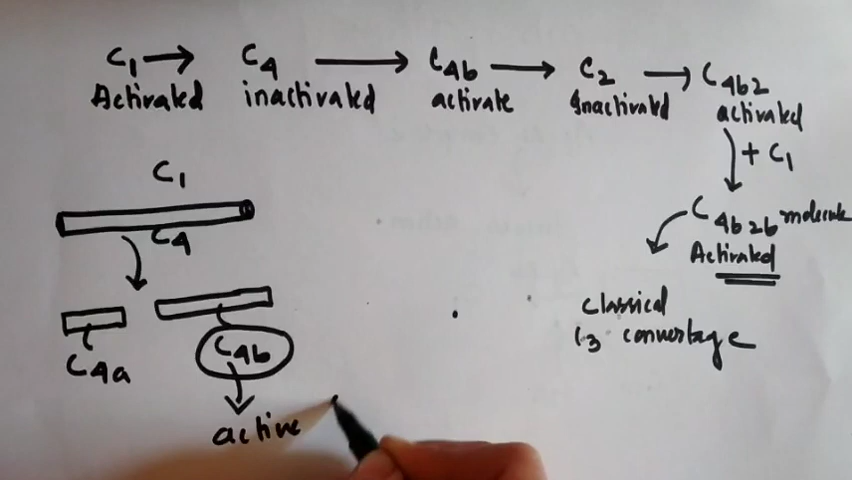 C1 → C4 → C4b → C2 → C4b2
Activated inactivated activate Inactivated activated
+ C1
C4b2b molecule
Activated
classical
C3 convertage
C1
C4
C4a
C4b
active